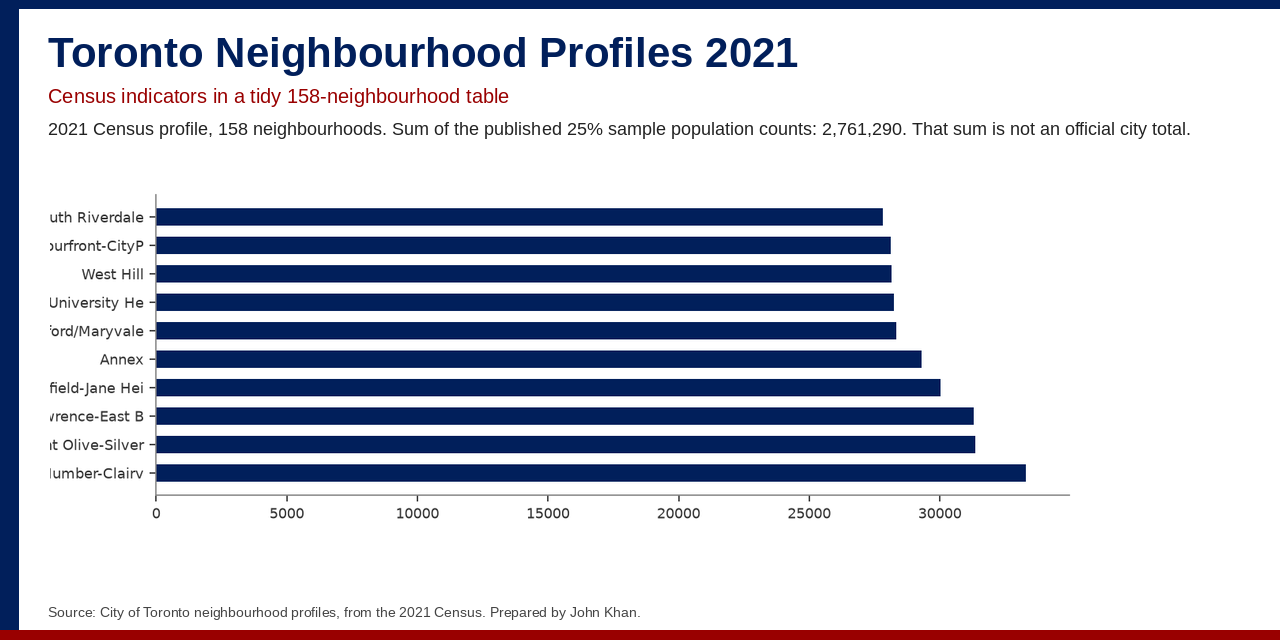 Toronto Neighbourhood Profiles 2021
Census indicators in a tidy 158-neighbourhood table
2021 Census profile, 158 neighbourhoods. Sum of the published 25% sample population counts: 2,761,290. That sum is not an official city total.
uth Riverdale
ourfront-CityP
West Hill
University He
ford/Maryvale
Annex
field-Jane Hei
wrence-East B
nt Olive-Silver
Humber-Clairv
0 5000 10000 15000 20000 25000 30000
Source: City of Toronto neighbourhood profiles, from the 2021 Census. Prepared by John Khan.